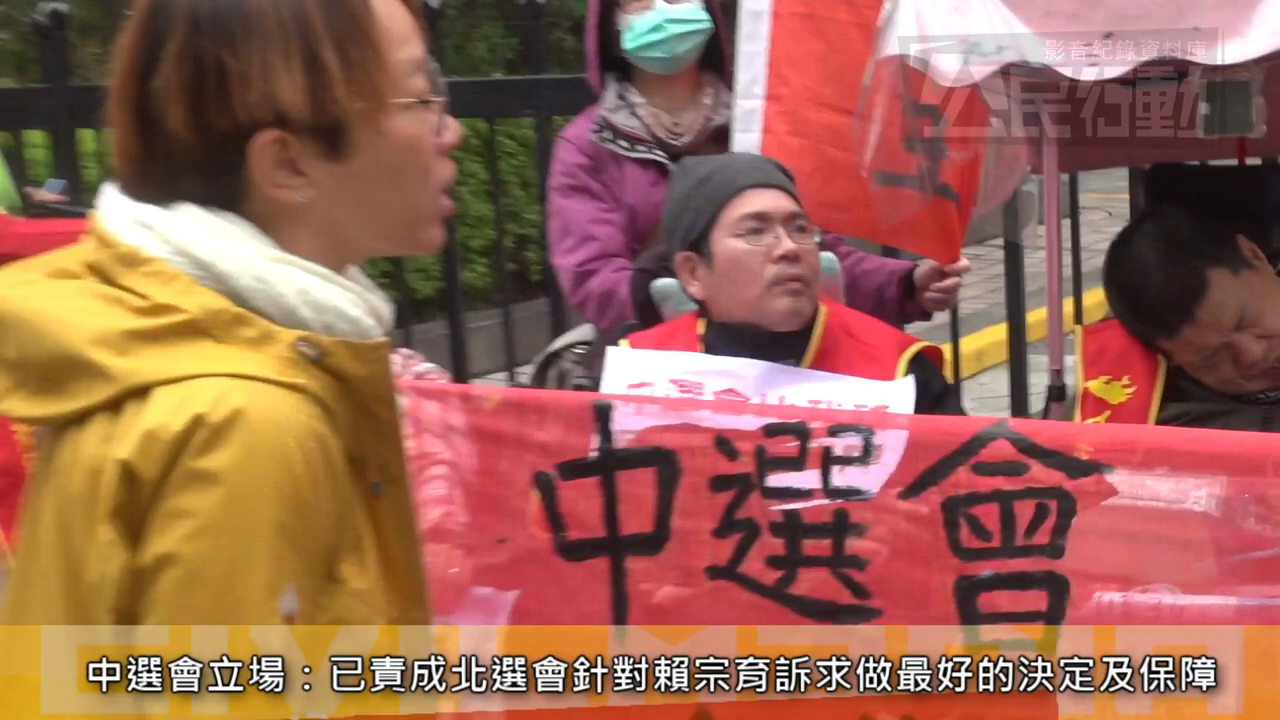 影音紀錄資料庫
公民行動
中選會
中選會立場：已責成北選會針對賴宗育訴求做最好的決定及保障